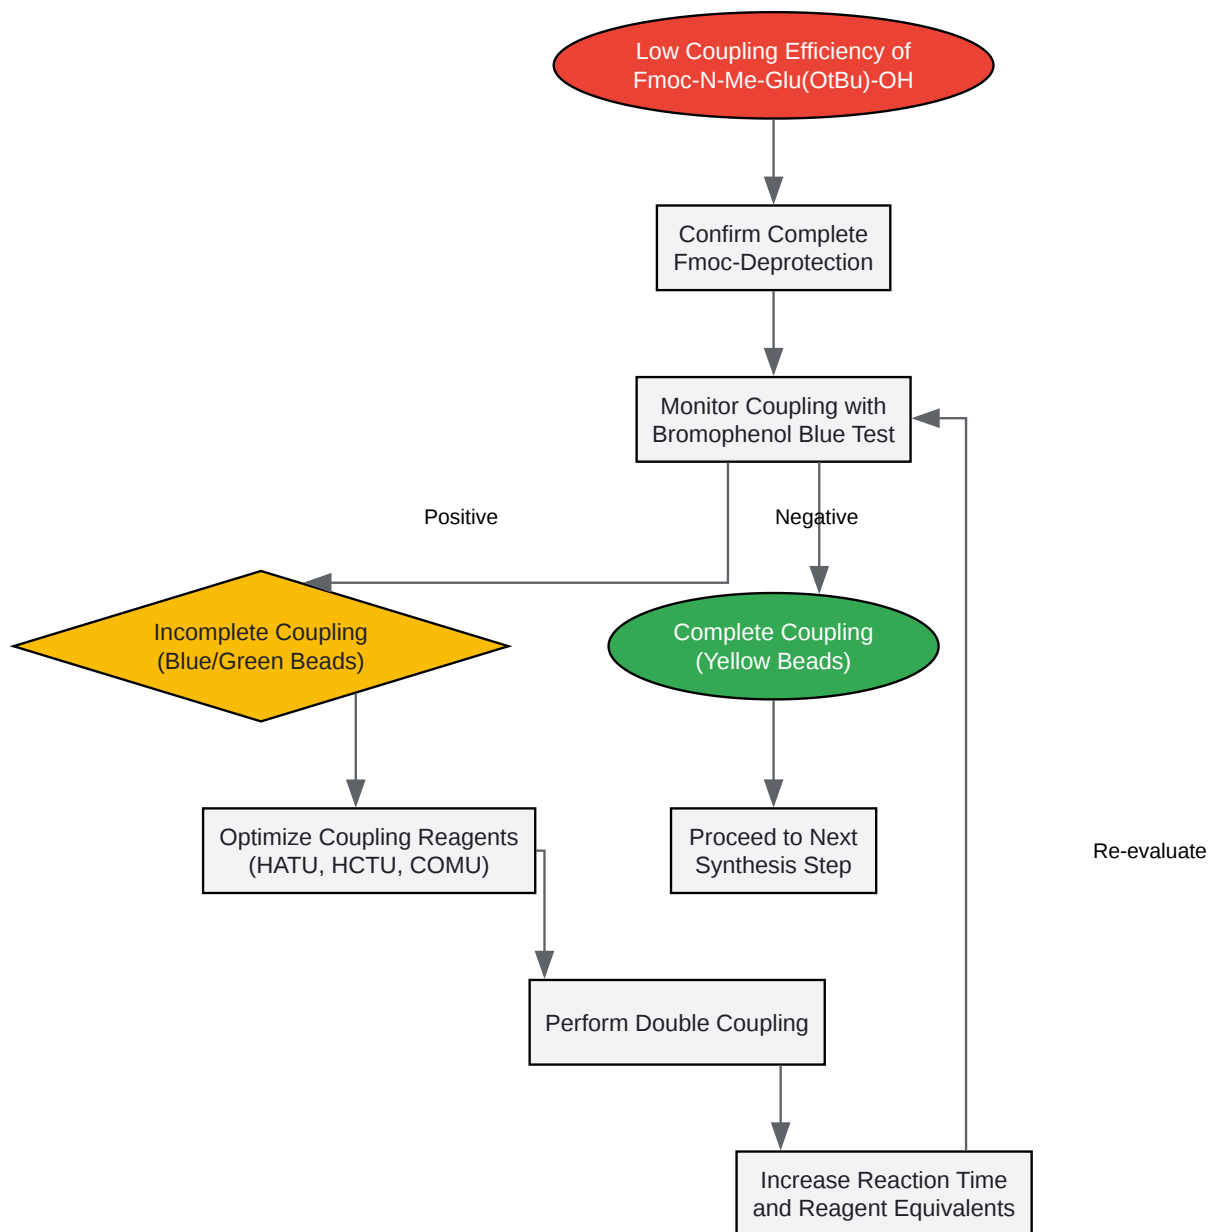 Low Coupling Efficiency of
Fmoc-N-Me-Glu(OtBu)-OH
Confirm Complete
Fmoc-Deprotection
Monitor Coupling with
Bromophenol Blue Test
Positive
Negative
Incomplete Coupling
(Blue/Green Beads)
Complete Coupling
(Yellow Beads)
Optimize Coupling Reagents
(HATU, HCTU, COMU)
Proceed to Next
Synthesis Step
Re-evaluate
Perform Double Coupling
Increase Reaction Time
and Reagent Equivalents